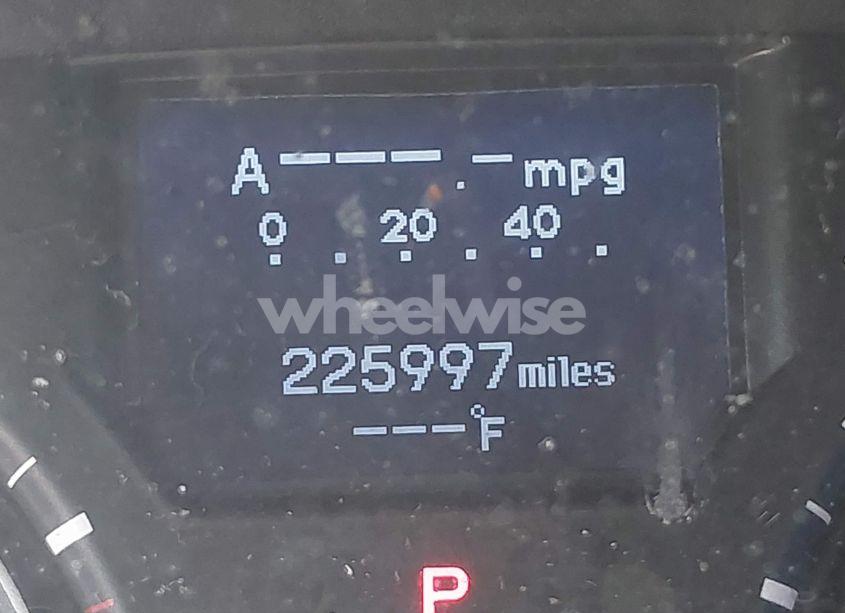 A ---.- mpg
0 20 40
wheelwise
225997 miles
---°F
P